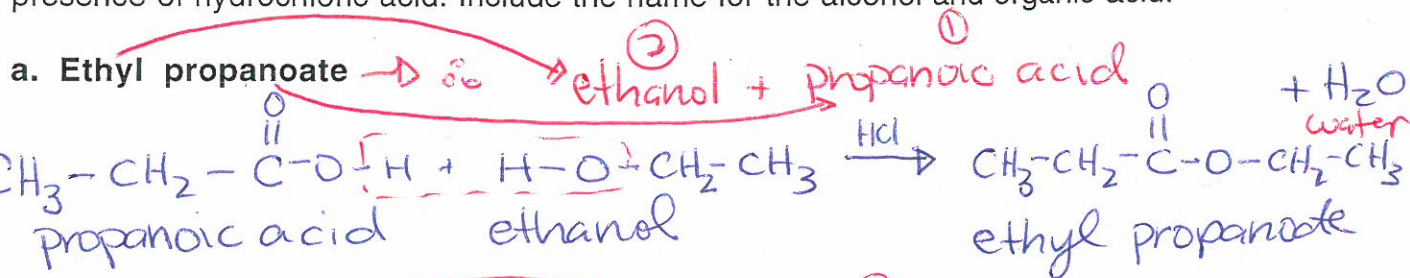 presence of hydrochloric acid. Include the name for the alcohol and organic acid.
② ①
a. Ethyl propanoate → ∴ ethanol + propanoic acid
O O + H₂O
|| HCl || water
CH₃-CH₂-C-O-H + H-O-CH₂-CH₃ → CH₃-CH₂-C-O-CH₂-CH₃
propanoic acid ethanol ethyl propanoate